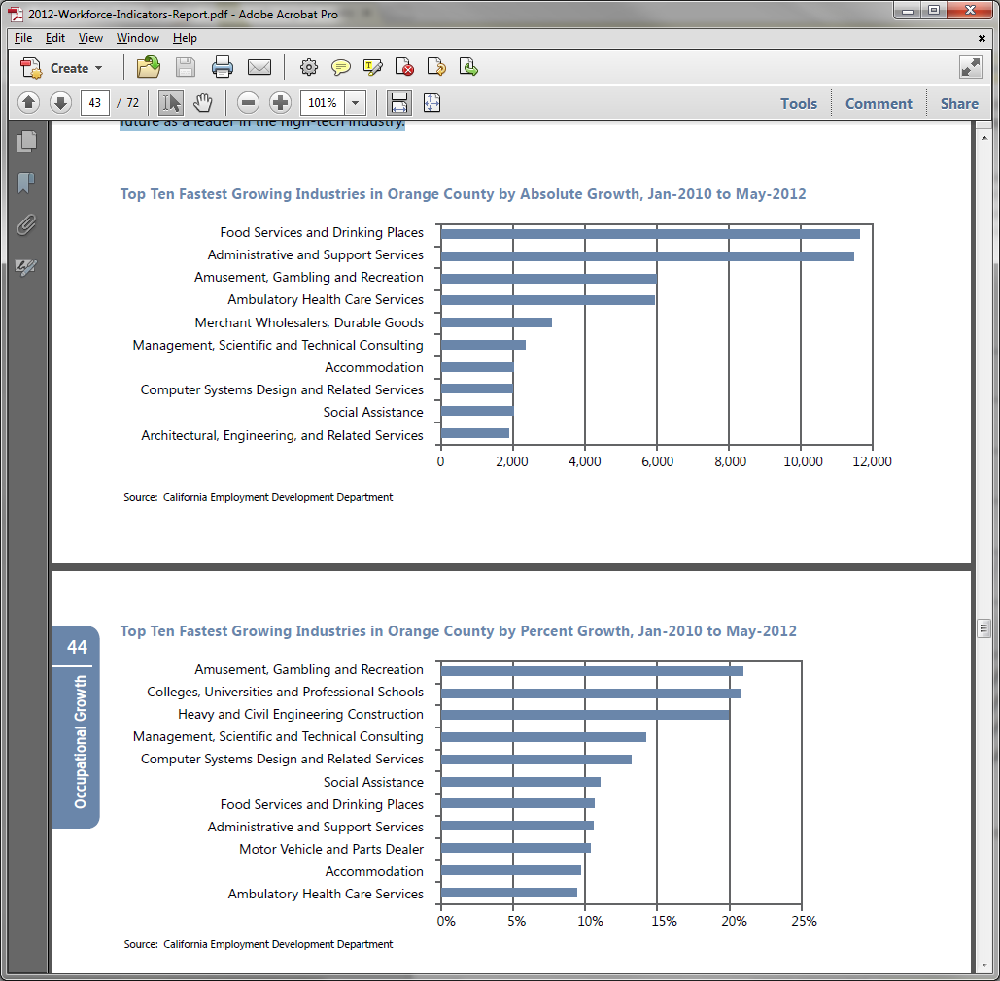 2012-Workforce-Indicators-Report.pdf - Adobe Acrobat Pro
File Edit View Window Help
Create
43 / 72 101% Tools Comment Share
future as a leader in the high-tech industry.
Top Ten Fastest Growing Industries in Orange County by Absolute Growth, Jan-2010 to May-2012
Food Services and Drinking Places
Administrative and Support Services
Amusement, Gambling and Recreation
Ambulatory Health Care Services
Merchant Wholesalers, Durable Goods
Management, Scientific and Technical Consulting
Accommodation
Computer Systems Design and Related Services
Social Assistance
Architectural, Engineering, and Related Services
0 2,000 4,000 6,000 8,000 10,000 12,000
Source: California Employment Development Department
Top Ten Fastest Growing Industries in Orange County by Percent Growth, Jan-2010 to May-2012
44
Occupational Growth
Amusement, Gambling and Recreation
Colleges, Universities and Professional Schools
Heavy and Civil Engineering Construction
Management, Scientific and Technical Consulting
Computer Systems Design and Related Services
Social Assistance
Food Services and Drinking Places
Administrative and Support Services
Motor Vehicle and Parts Dealer
Accommodation
Ambulatory Health Care Services
0% 5% 10% 15% 20% 25%
Source: California Employment Development Department